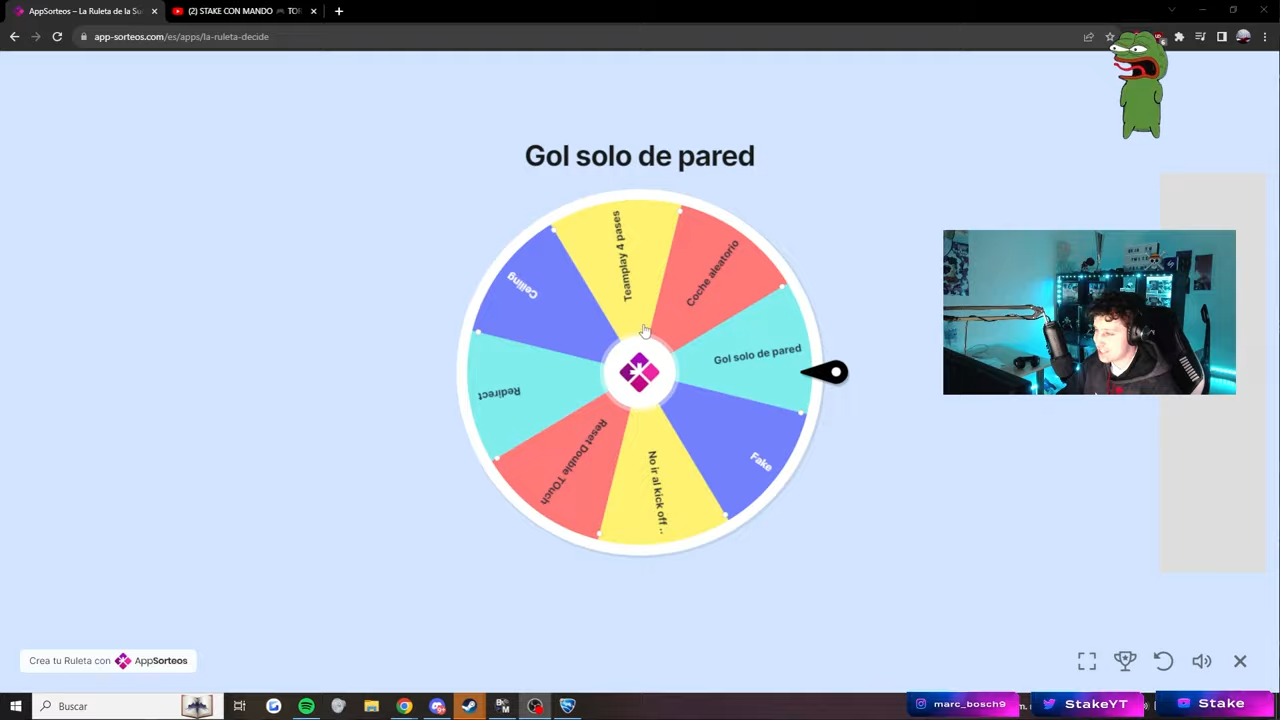 AppSorteos – La Ruleta de la Su
(2) STAKE CON MANDO 🎮 TOR
app-sorteos.com/es/apps/la-ruleta-decide
Gol solo de pared
Teamplay 4 pases
Coche aleatorio
Ceiling
Gol solo de pared
Redirect
Fake
Reset Double TOuch
No ir al kick off ..
Crea tu Ruleta con AppSorteos
Buscar
marc_bosch9
StakeYT
Stake